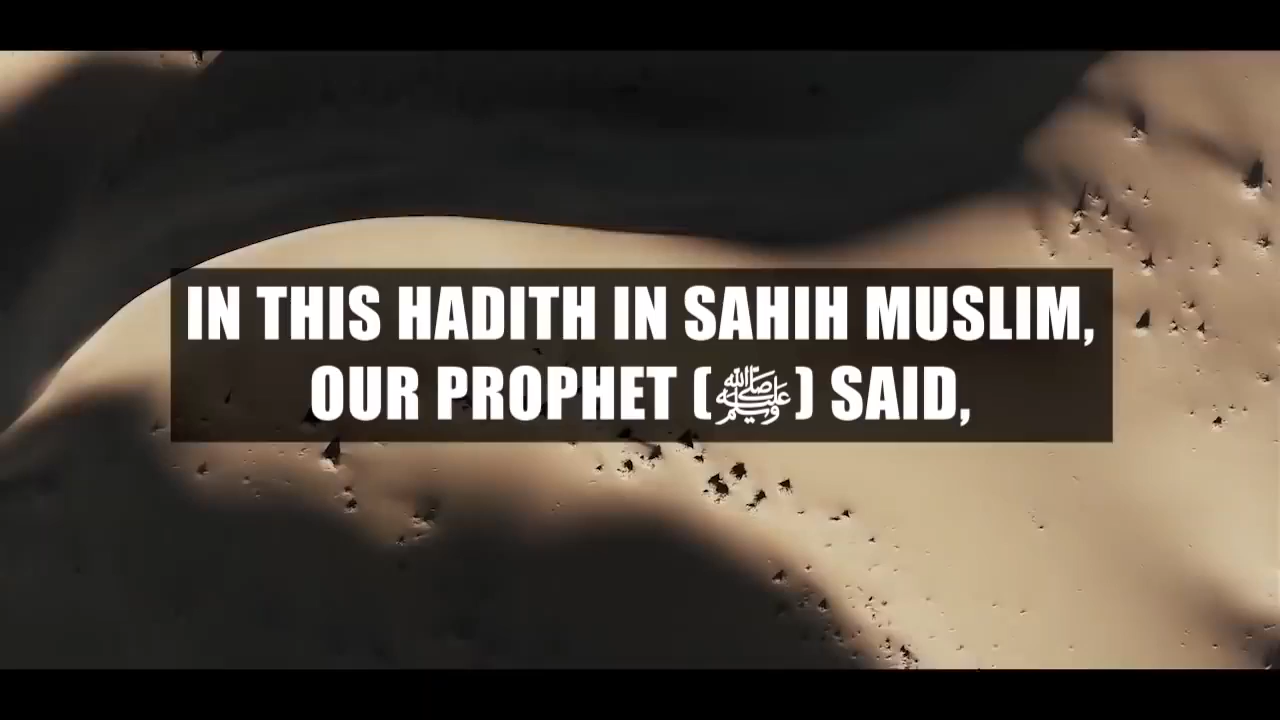 IN THIS HADITH IN SAHIH MUSLIM,
OUR PROPHET (ﷺ) SAID,